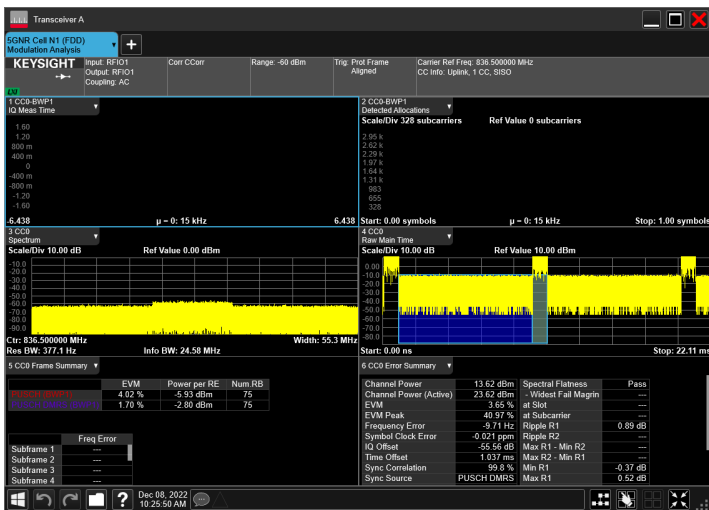 Transceiver A
5GNR Cell N1 (FDD)
Modulation Analysis
KEYSIGHT
LXI
Input: RFIO1
Output: RFIO1
Coupling: AC
Corr CCorr
Range: -60 dBm
Trig: Prot Frame
Aligned
Carrier Ref Freq: 836.500000 MHz
CC Info: Uplink, 1 CC, SISO
1 CC0-BWP1
IQ Meas Time
1.60
1.20
800 m
400 m
0
-400 m
-800 m
-1.20
-1.60
-6.438 μ – 0: 15 kHz 6.438
2 CC0-BWP1
Detected Allocations
Scale/Div 328 subcarriers Ref Value 0 subcarriers
2.95 k
2.62 k
2.29 k
1.97 k
1.64 k
1.31 k
983
655
328
Start: 0.00 symbols μ – 0: 15 kHz Stop: 1.00 symbols
3 CC0
Spectrum
Scale/Div 10.00 dB Ref Value 0.00 dBm
-10.0
-20.0
-30.0
-40.0
-50.0
-60.0
-70.0
-80.0
-90.0
Ctr: 836.500000 MHz Width: 55.3 MHz
Res BW: 377.1 Hz Info BW: 24.58 MHz
4 CC0
Raw Main Time
Scale/Div 10.00 dB Ref Value 10.00 dBm
0.00
-10.0
-20.0
-30.0
-40.0
-50.0
-60.0
-70.0
-80.0
Start: 0.00 ns Stop: 22.11 ms
5 CC0 Frame Summary
EVM Power per RE Num.RB
PUSCH (BWP1) 4.02 % -5.93 dBm 75
1.70 % -2.80 dBm 75
Freq Error
Subframe 1 ---
Subframe 2 ---
Subframe 3 ---
Subframe 4 ---
6 CC0 Error Summary
Channel Power 13.62 dBm Spectral Flatness Pass
Channel Power (Active) 23.62 dBm - Widest Fail Magrin ---
EVM 3.65 % at Slot ---
EVM Peak 40.97 % at Subcarrier ---
Frequency Error -9.71 Hz Ripple R1 0.89 dB
Symbol Clock Error -0.021 ppm Ripple R2 ---
IQ Offset -55.56 dB Max R1 - Min R2 ---
Time Offset 1.037 ms Max R2 - Min R1 ---
Sync Correlation 99.8 % Min R1 -0.37 dB
Sync Source PUSCH DMRS Max R1 0.52 dB
Dec 08, 2022
10:25:50 AM